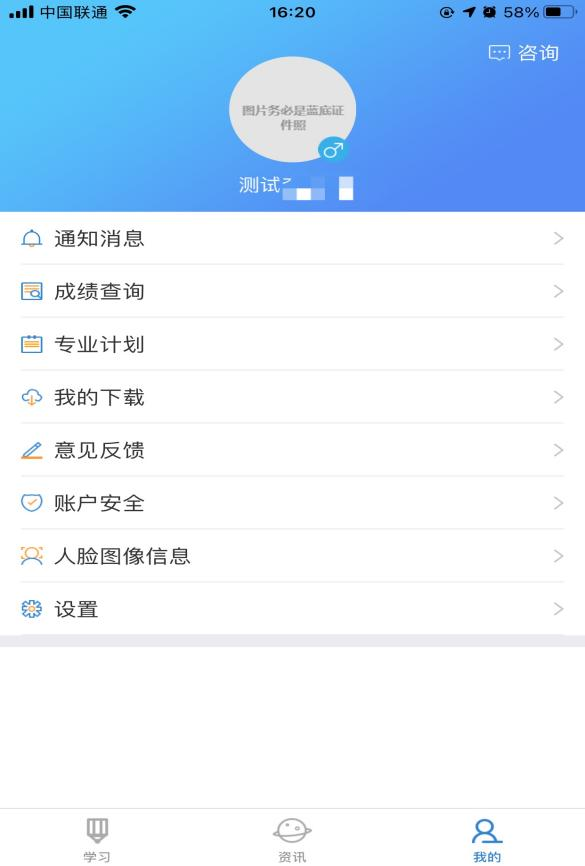 中国联通
16:20
58%
咨询
图片务必是蓝底证
件照
测试
通知消息
成绩查询
专业计划
我的下载
意见反馈
账户安全
人脸图像信息
设置
学习
资讯
我的